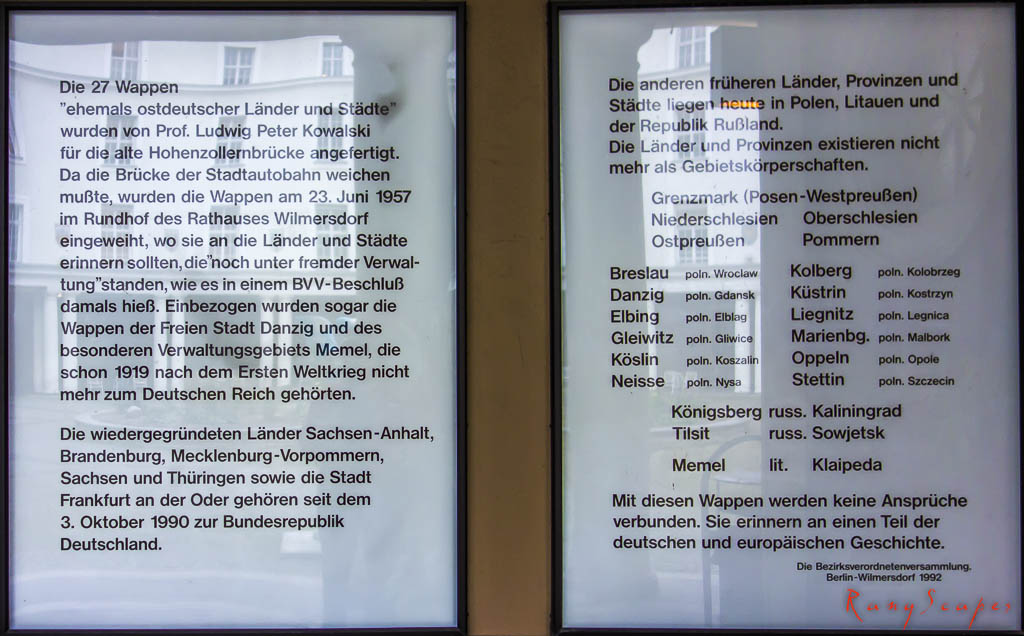 Die 27 Wappen
"ehemals ostdeutscher Länder und Städte"
wurden von Prof. Ludwig Peter Kowalski
für die alte Hohenzollernbrücke angefertigt.
Da die Brücke der Stadtautobahn weichen
mußte, wurden die Wappen am 23. Juni 1957
im Rundhof des Rathauses Wilmersdorf
eingeweiht, wo sie an die Länder und Städte
erinnern sollten, die "noch unter fremder Verwal-
tung" standen, wie es in einem BVV-Beschluß
damals hieß. Einbezogen wurden sogar die
Wappen der Freien Stadt Danzig und des
besonderen Verwaltungsgebiets Memel, die
schon 1919 nach dem Ersten Weltkrieg nicht
mehr zum Deutschen Reich gehörten.
Die wiedergegründeten Länder Sachsen-Anhalt,
Brandenburg, Mecklenburg-Vorpommern,
Sachsen und Thüringen sowie die Stadt
Frankfurt an der Oder gehören seit dem
3. Oktober 1990 zur Bundesrepublik
Deutschland.
Die anderen früheren Länder, Provinzen und
Städte liegen heute in Polen, Litauen und
der Republik Rußland.
Die Länder und Provinzen existieren nicht
mehr als Gebietskörperschaften.
Grenzmark (Posen-Westpreußen)
Niederschlesien Oberschlesien
Ostpreußen Pommern
Breslau poln. Wroclaw Kolberg poln. Kolobrzeg
Danzig poln. Gdansk Küstrin poln. Kostrzyn
Elbing poln. Elblag Liegnitz poln. Legnica
Gleiwitz poln. Gliwice Marienbg. poln. Malbork
Köslin poln. Koszalin Oppeln poln. Opole
Neisse poln. Nysa Stettin poln. Szczecin
Königsberg russ. Kaliningrad
Tilsit russ. Sowjetsk
Memel lit. Klaipeda
Mit diesen Wappen werden keine Ansprüche
verbunden. Sie erinnern an einen Teil der
deutschen und europäischen Geschichte.
Die Bezirksverordnetenversammlung.
Berlin-Wilmersdorf 1992
RanyScapes